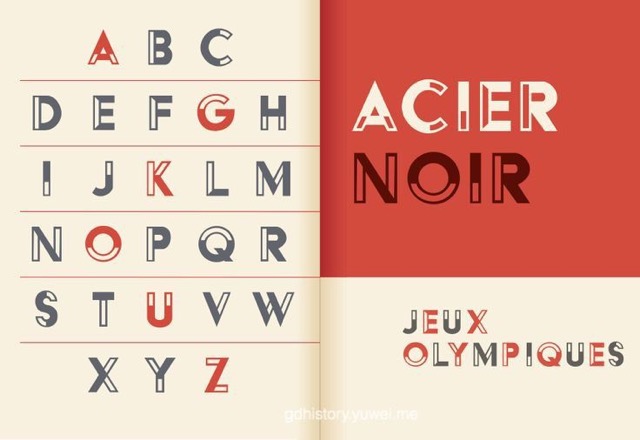 A B C
D E F G H
I J K L M
N O P Q R
S T U V W
X Y Z
ACIER
NOIR
JEUX
OLYMPIQUES
gdhistory.yuwei.me